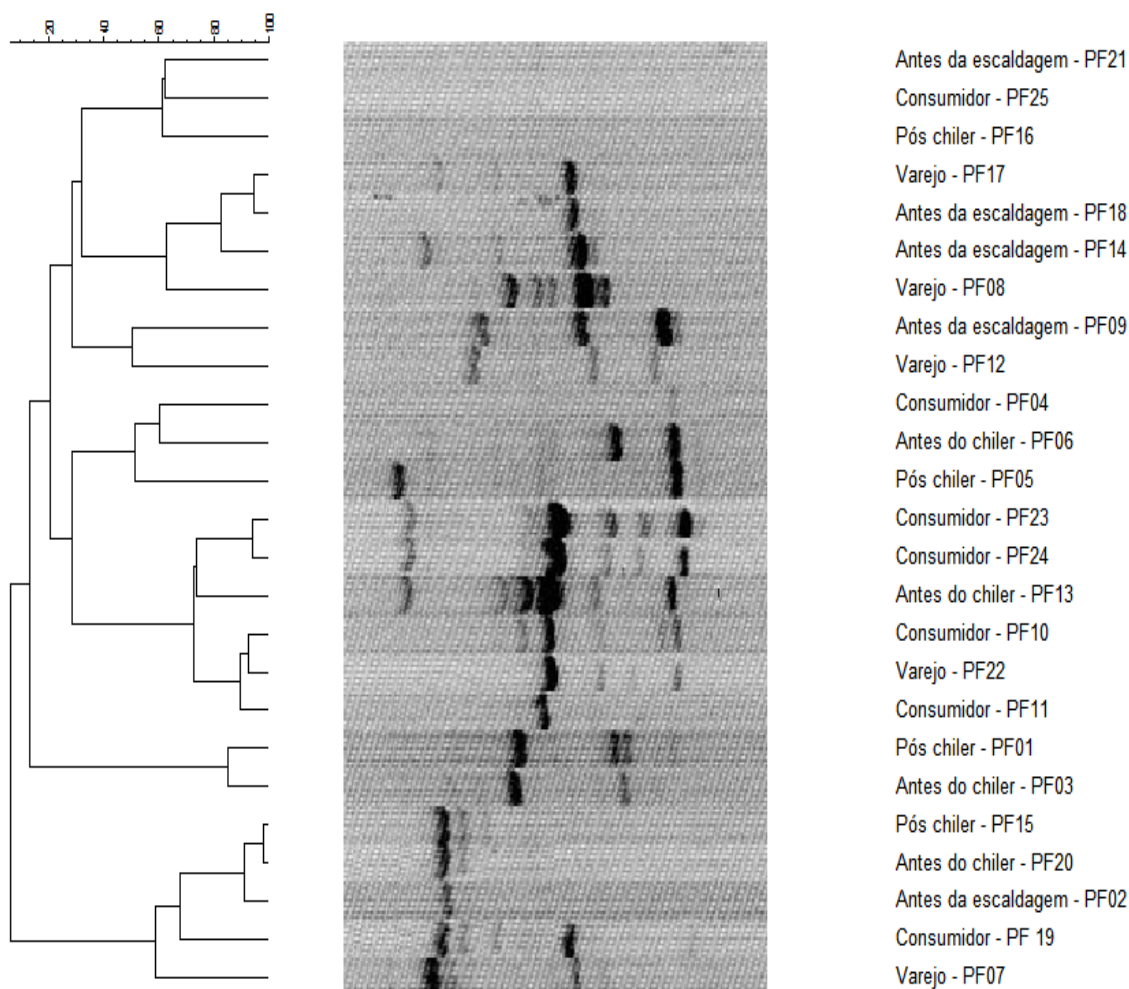 20 40 60 80 100
Antes da escaldagem - PF21
Consumidor - PF25
Pós chiler - PF16
Varejo - PF17
Antes da escaldagem - PF18
Antes da escaldagem - PF14
Varejo - PF08
Antes da escaldagem - PF09
Varejo - PF12
Consumidor - PF04
Antes do chiler - PF06
Pós chiler - PF05
Consumidor - PF23
Consumidor - PF24
Antes do chiler - PF13
Consumidor - PF10
Varejo - PF22
Consumidor - PF11
Pós chiler - PF01
Antes do chiler - PF03
Pós chiler - PF15
Antes do chiler - PF20
Antes da escaldagem - PF02
Consumidor - PF 19
Varejo - PF07